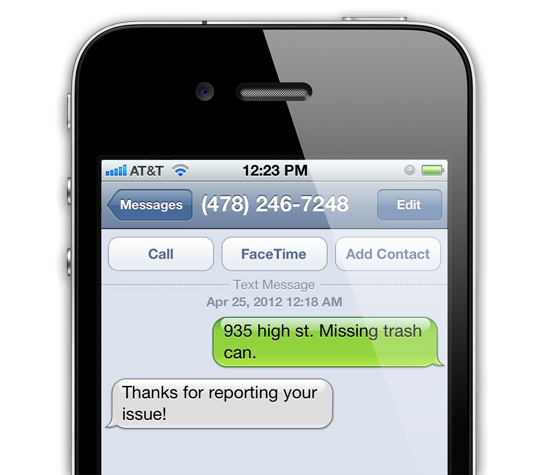 AT&T 12:23 PM
Messages (478) 246-7248 Edit
Call FaceTime Add Contact
Text Message
Apr 25, 2012 12:18 AM
935 high st. Missing trash
can.
Thanks for reporting your
issue!